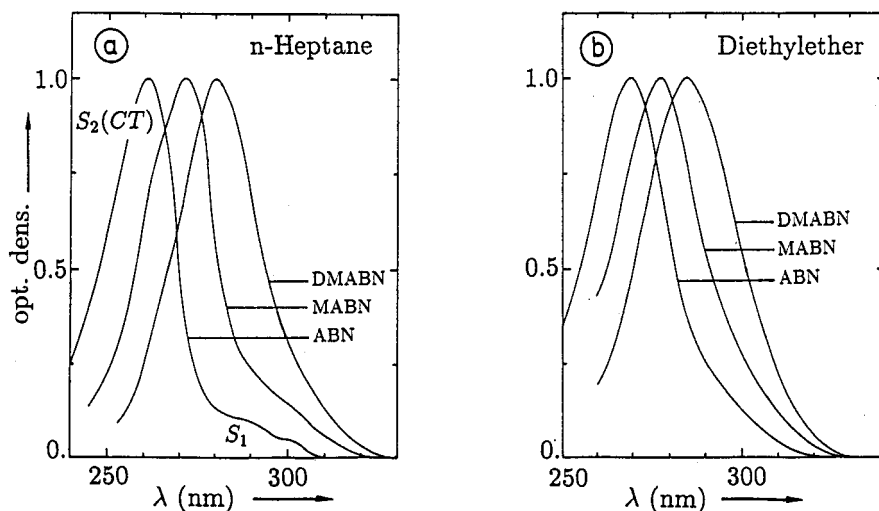 ⓐ n-Heptane
1.0
S₂(CT)
0.5
0.
opt. dens.
DMABN
MABN
ABN
S₁
250 300
λ (nm)
ⓑ Diethylether
1.0
0.5
0.
DMABN
MABN
ABN
250 300
λ (nm)